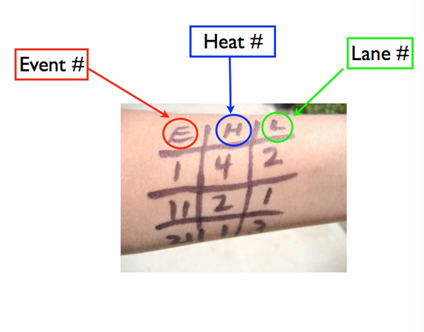 Heat #
Event #
Lane #
E H L
1 4 2
11 2 1